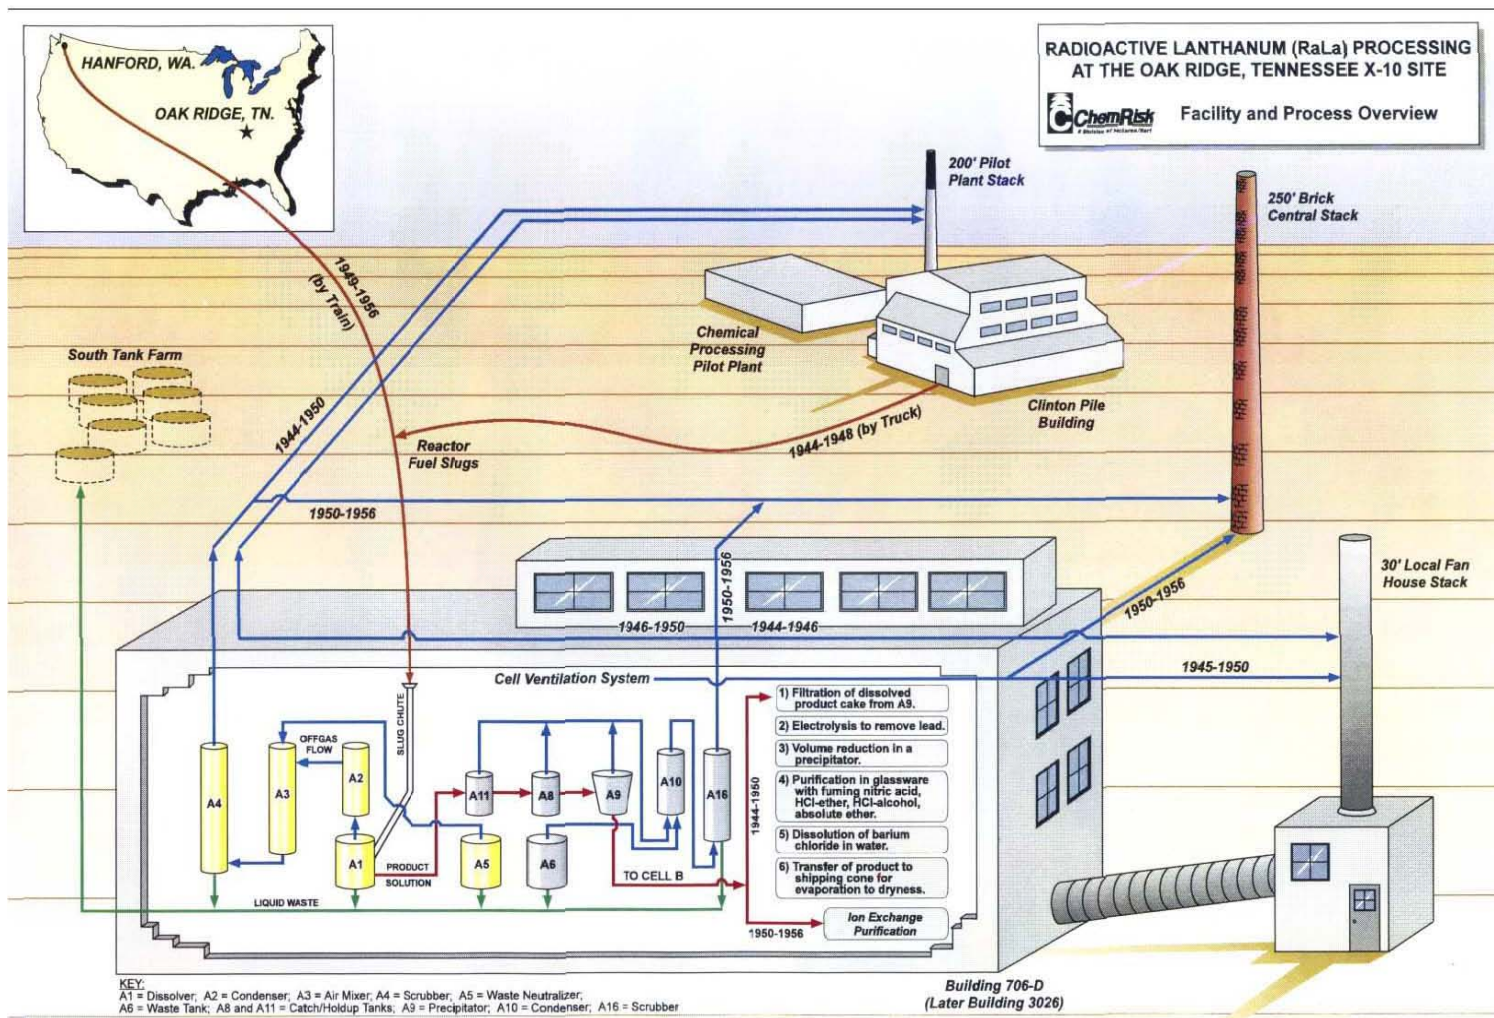 HANFORD, WA.
OAK RIDGE, TN.
RADIOACTIVE LANTHANUM (RaLa) PROCESSING
AT THE OAK RIDGE, TENNESSEE X-10 SITE
ChemRisk
A Division of McLaren/Hart
Facility and Process Overview
200' Pilot
Plant Stack
250' Brick
Central Stack
1949-1956
(by Train)
Chemical
Processing
Pilot Plant
South Tank Farm
Clinton Pile
Building
1944-1950
1944-1948 (by Truck)
Reactor
Fuel Slugs
1950-1956
30' Local Fan
House Stack
1950-1956
1950-1956
1946-1950
1944-1946
1945-1950
Cell Ventilation System
SLUG CHUTE
1) Filtration of dissolved
product cake from A9.
2) Electrolysis to remove lead.
3) Volume reduction in a
precipitator.
4) Purification in glassware
with fuming nitric acid,
HCl-ether, HCl-alcohol,
absolute ether.
5) Dissolution of barium
chloride in water.
6) Transfer of product to
shipping cone for
evaporation to dryness.
1944-1950
OFFGAS
FLOW
A4
A3
A2
A11
A8
A9
A10
A16
A1
A5
A6
PRODUCT
SOLUTION
TO CELL B
LIQUID WASTE
1950-1956
Ion Exchange
Purification
Building 706-D
(Later Building 3026)
KEY:
A1 = Dissolver; A2 = Condenser; A3 = Air Mixer; A4 = Scrubber; A5 = Waste Neutralizer;
A6 = Waste Tank; A8 and A11 = Catch/Holdup Tanks; A9 = Precipitator; A10 = Condenser; A16 = Scrubber